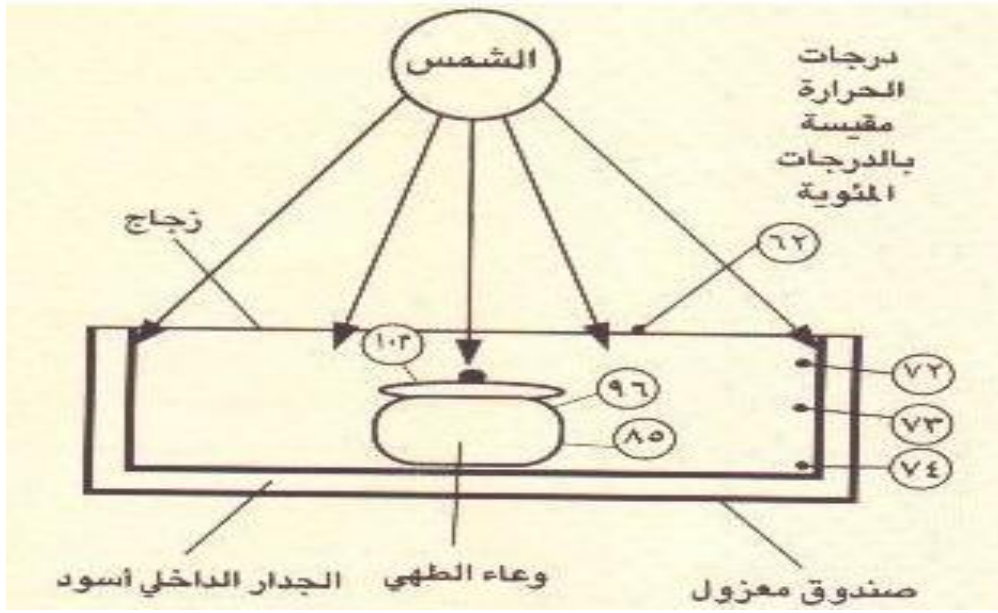 الشمس
درجات
الحرارة
مقيسة
بالدرجات
المئوية
زجاج
٦٢
١٠٣
٩٦
٨٥
٧٢
٧٣
٧٤
الجدار الداخلي أسود
وعاء الطهي
صندوق معزول